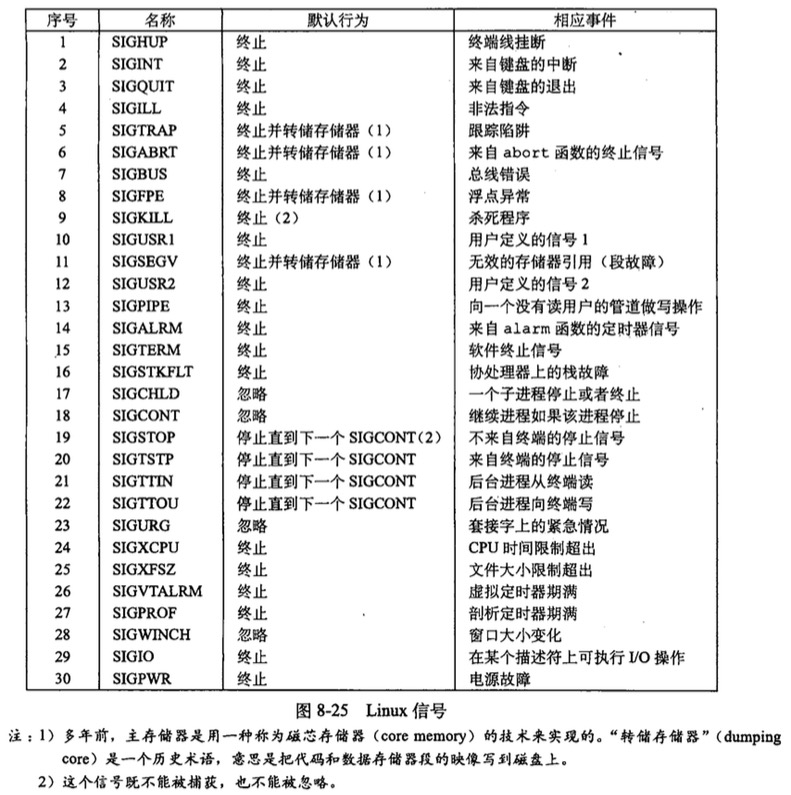 序号 名称 默认行为 相应事件
1 SIGHUP 终止 终端线挂断
2 SIGINT 终止 来自键盘的中断
3 SIGQUIT 终止 来自键盘的退出
4 SIGILL 终止 非法指令
5 SIGTRAP 终止并转储存储器（1） 跟踪陷阱
6 SIGABRT 终止并转储存储器（1） 来自 abort 函数的终止信号
7 SIGBUS 终止 总线错误
8 SIGFPE 终止并转储存储器（1） 浮点异常
9 SIGKILL 终止（2） 杀死程序
10 SIGUSR1 终止 用户定义的信号 1
11 SIGSEGV 终止并转储存储器（1） 无效的存储器引用（段故障）
12 SIGUSR2 终止 用户定义的信号 2
13 SIGPIPE 终止 向一个没有读用户的管道做写操作
14 SIGALRM 终止 来自 alarm 函数的定时器信号
15 SIGTERM 终止 软件终止信号
16 SIGSTKFLT 终止 协处理器上的栈故障
17 SIGCHLD 忽略 一个子进程停止或者终止
18 SIGCONT 忽略 继续进程如果该进程停止
19 SIGSTOP 停止直到下一个 SIGCONT(2) 不来自终端的停止信号
20 SIGTSTP 停止直到下一个 SIGCONT 来自终端的停止信号
21 SIGTTIN 停止直到下一个 SIGCONT 后台进程从终端读
22 SIGTTOU 停止直到下一个 SIGCONT 后台进程向终端写
23 SIGURG 忽略 套接字上的紧急情况
24 SIGXCPU 终止 CPU 时间限制超出
25 SIGXFSZ 终止 文件大小限制超出
26 SIGVTALRM 终止 虚拟定时器期满
27 SIGPROF 终止 剖析定时器期满
28 SIGWINCH 忽略 窗口大小变化
29 SIGIO 终止 在某个描述符上可执行 I/O 操作
30 SIGPWR 终止 电源故障
图 8-25 Linux 信号
注：1）多年前，主存储器是用一种称为磁芯存储器（core memory）的技术来实现的。“转储存储器”（dumping
core）是一个历史术语，意思是把代码和数据存储器段的映像写到磁盘上。
2）这个信号既不能被捕获，也不能被忽略。